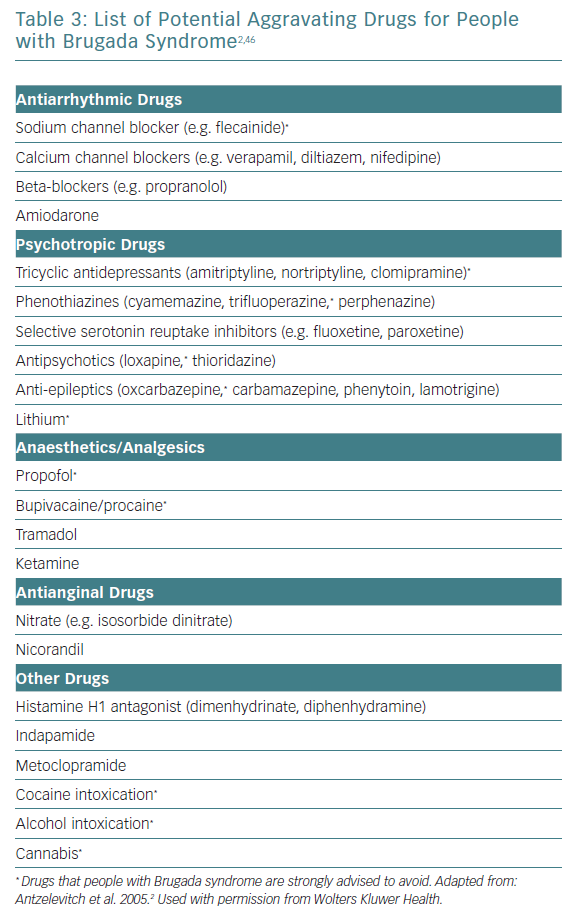 Table 3: List of Potential Aggravating Drugs for People
with Brugada Syndrome2,46
Antiarrhythmic Drugs
Sodium channel blocker (e.g. flecainide)*
Calcium channel blockers (e.g. verapamil, diltiazem, nifedipine)
Beta-blockers (e.g. propranolol)
Amiodarone
Psychotropic Drugs
Tricyclic antidepressants (amitriptyline, nortriptyline, clomipramine)*
Phenothiazines (cyamemazine, trifluoperazine,* perphenazine)
Selective serotonin reuptake inhibitors (e.g. fluoxetine, paroxetine)
Antipsychotics (loxapine,* thioridazine)
Anti-epileptics (oxcarbazepine,* carbamazepine, phenytoin, lamotrigine)
Lithium*
Anaesthetics/Analgesics
Propofol*
Bupivacaine/procaine*
Tramadol
Ketamine
Antianginal Drugs
Nitrate (e.g. isosorbide dinitrate)
Nicorandil
Other Drugs
Histamine H1 antagonist (dimenhydrinate, diphenhydramine)
Indapamide
Metoclopramide
Cocaine intoxication*
Alcohol intoxication*
Cannabis*
*Drugs that people with Brugada syndrome are strongly advised to avoid. Adapted from:
Antzelevitch et al. 2005.2 Used with permission from Wolters Kluwer Health.